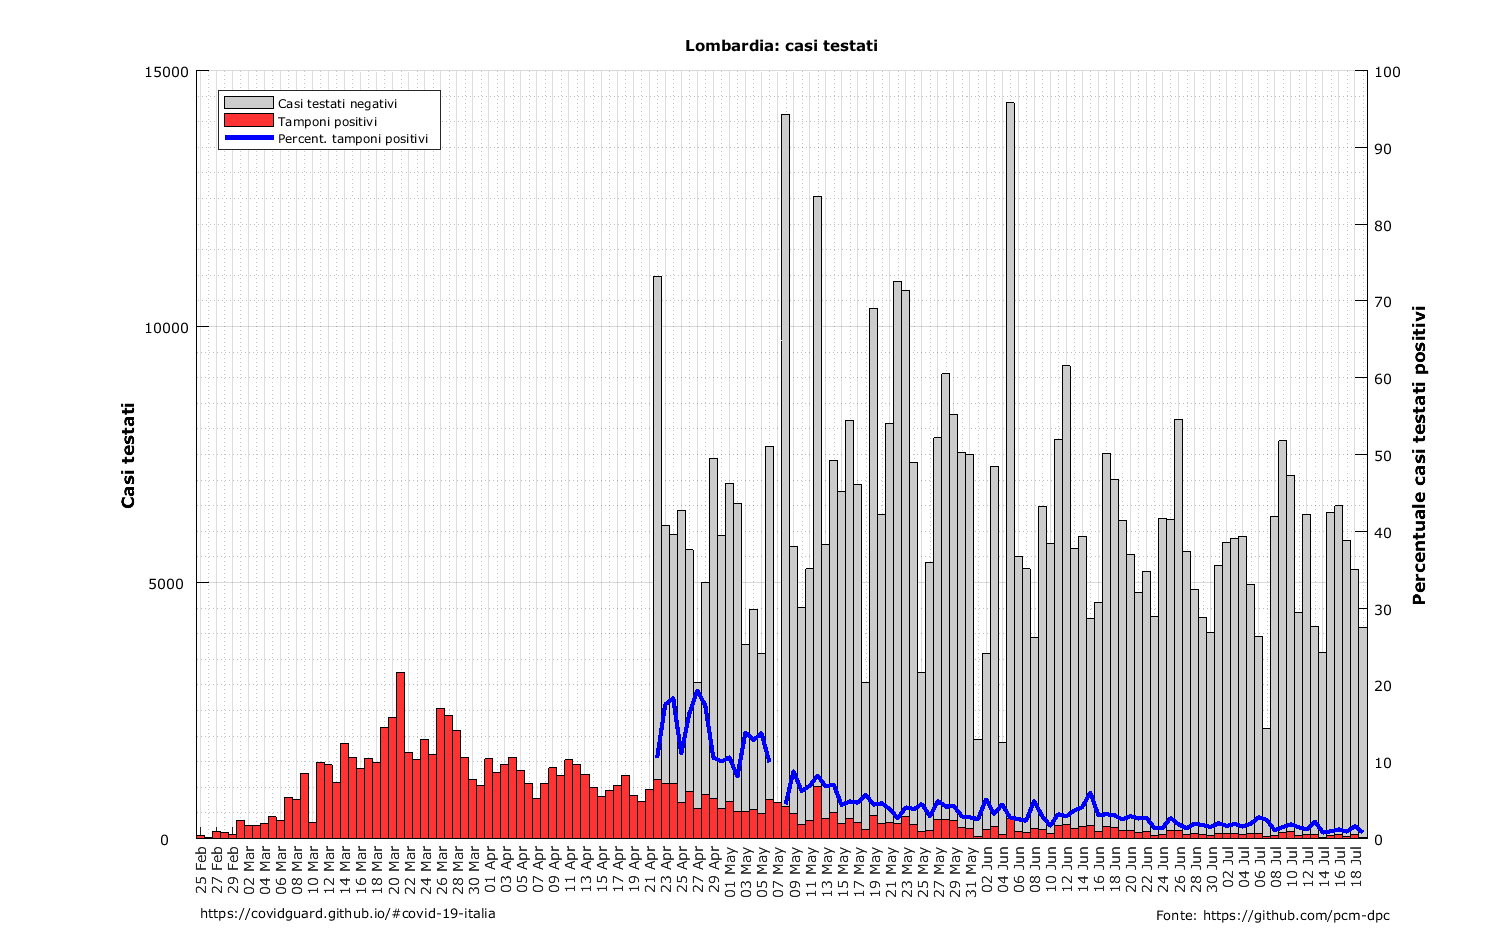 Lombardia: casi testati
15000
10000
5000
0
Casi testati
Casi testati negativi
Tamponi positivi
Percent. tamponi positivi
100
90
80
70
60
50
40
30
20
10
0
Percentuale casi testati positivi
25 Feb
27 Feb
29 Feb
02 Mar
04 Mar
06 Mar
08 Mar
10 Mar
12 Mar
14 Mar
16 Mar
18 Mar
20 Mar
22 Mar
24 Mar
26 Mar
28 Mar
30 Mar
01 Apr
03 Apr
05 Apr
07 Apr
09 Apr
11 Apr
13 Apr
15 Apr
17 Apr
19 Apr
21 Apr
23 Apr
25 Apr
27 Apr
29 Apr
01 May
03 May
05 May
07 May
09 May
11 May
13 May
15 May
17 May
19 May
21 May
23 May
25 May
27 May
29 May
31 May
02 Jun
04 Jun
06 Jun
08 Jun
10 Jun
12 Jun
14 Jun
16 Jun
18 Jun
20 Jun
22 Jun
24 Jun
26 Jun
28 Jun
30 Jun
02 Jul
04 Jul
06 Jul
08 Jul
10 Jul
12 Jul
14 Jul
16 Jul
18 Jul
https://covidguard.github.io/#covid-19-italia
Fonte: https://github.com/pcm-dpc